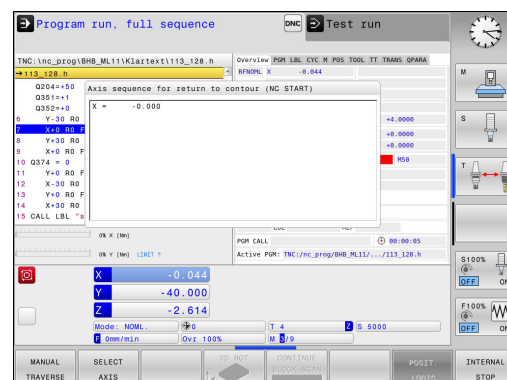 Program run, full sequence
DNC
Test run
TNC:\nc_prog\BHB_ML11\Klartext\113_128.h
→113_128.h
Overview PGM LBL CYC M POS TOOL TT TRANS QPARA
RFNOML X -0.044
Q204=+50
Q351=+1
Q352=+0
6 Y-30 R0
7 X+0 R0 F
8 Y+30 R0
9 X+0 R0 F
10 Q374 = 0
11 Y+0 R0 F
12 X-30 R0
13 Y+0 R0 F
14 X+30 R0
15 CALL LBL "s
Axis sequence for return to contour (NC START)
X = -0.000
+4.0000
+0.0000
+0.0000
M50
0% X [Nm]
0% Y [Nm] LIMIT 1
PGM CALL
00:00:05
Active PGM: TNC:/nc_prog/BHB_ML11/.../113_128.h
X -0.044
Y -40.000
Z -2.614
Mode: NOML.
0
T 4
Z S 5000
F 0mm/min
Ovr 100%
M 8/9
M
S
T
S100%
OFF ON
F100%
OFF ON
MANUAL TRAVERSE
SELECT AXIS
3D ROT
CONTINUE BLOCK SCAN
POSIT. LOGIC
INTERNAL STOP